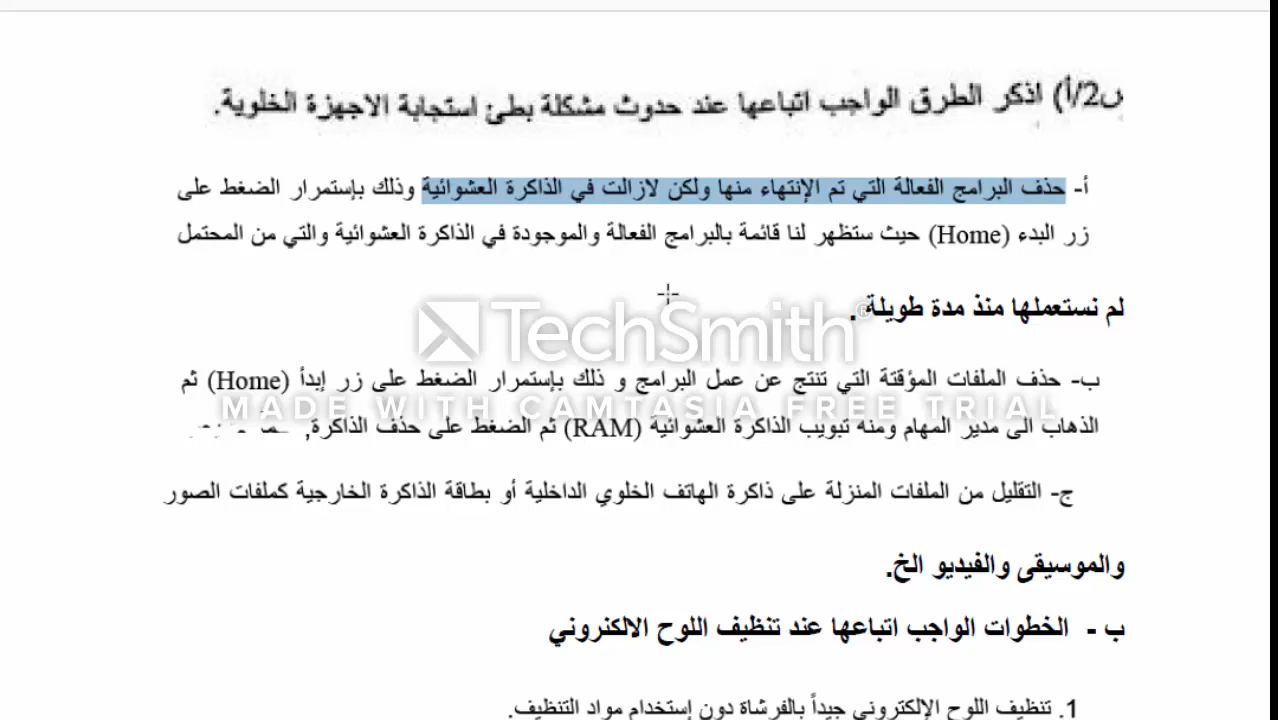 س2/أ) اذكر الطرق الواجب اتباعها عند حدوث مشكلة بطئ استجابة الاجهزة الخلوية.
أ- حذف البرامج الفعالة التي تم الإنتهاء منها ولكن لازالت في الذاكرة العشوائية وذلك بإستمرار الضغط على
زر البدء (Home) حيث ستظهر لنا قائمة بالبرامج الفعالة والموجودة في الذاكرة العشوائية والتي من المحتمل
لم نستعملها منذ مدة طويلة .
TechSmith
ب- حذف الملفات المؤقتة التي تنتج عن عمل البرامج و ذلك بإستمرار الضغط على زر إبدأ (Home) ثم
MADE WITH CAMTASIA FREE TRIAL
الذهاب الى مدير المهام ومنه تبويب الذاكرة العشوائية (RAM) ثم الضغط على حذف الذاكرة,
ج- التقليل من الملفات المنزلة على ذاكرة الهاتف الخلوي الداخلية أو بطاقة الذاكرة الخارجية كملفات الصور
والموسيقى والفيديو الخ.
ب - الخطوات الواجب اتباعها عند تنظيف اللوح الالكتروني
1. تنظيف اللوح الإلكتروني جيداً بالفرشاة دون إستخدام مواد التنظيف.